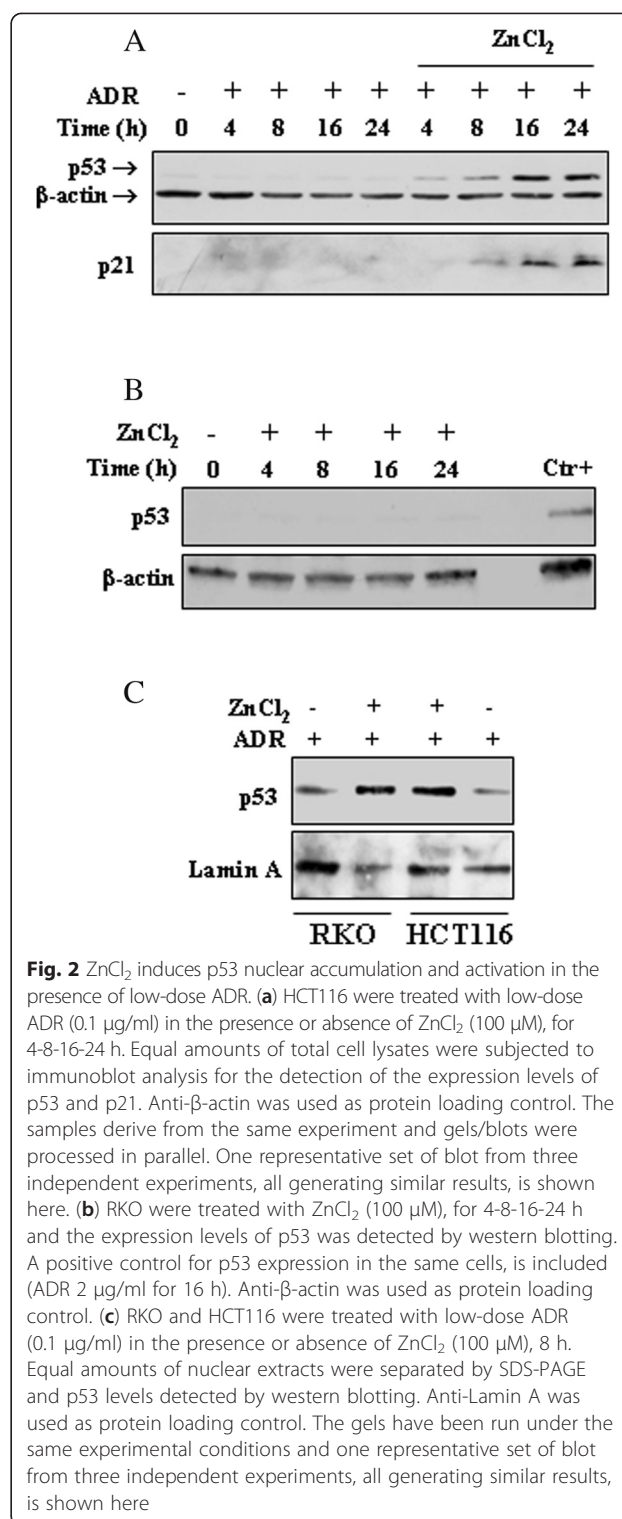 A
ZnCl₂
ADR - + + + + + + + +
Time (h) 0 4 8 16 24 4 8 16 24
p53 →
β-actin →
p21
B
ZnCl₂ - + + + +
Time (h) 0 4 8 16 24 Ctr+
p53
β-actin
C
ZnCl₂ - + + -
ADR + + + +
p53
Lamin A
RKO HCT116
Fig. 2 ZnCl₂ induces p53 nuclear accumulation and activation in the
presence of low-dose ADR. (a) HCT116 were treated with low-dose
ADR (0.1 μg/ml) in the presence or absence of ZnCl₂ (100 μM), for
4-8-16-24 h. Equal amounts of total cell lysates were subjected to
immunoblot analysis for the detection of the expression levels of
p53 and p21. Anti-β-actin was used as protein loading control. The
samples derive from the same experiment and gels/blots were
processed in parallel. One representative set of blot from three
independent experiments, all generating similar results, is shown
here. (b) RKO were treated with ZnCl₂ (100 μM), for 4-8-16-24 h
and the expression levels of p53 was detected by western blotting.
A positive control for p53 expression in the same cells, is included
(ADR 2 μg/ml for 16 h). Anti-β-actin was used as protein loading
control. (c) RKO and HCT116 were treated with low-dose ADR
(0.1 μg/ml) in the presence or absence of ZnCl₂ (100 μM), 8 h.
Equal amounts of nuclear extracts were separated by SDS-PAGE
and p53 levels detected by western blotting. Anti-Lamin A was
used as protein loading control. The gels have been run under the
same experimental conditions and one representative set of blot
from three independent experiments, all generating similar results,
is shown here